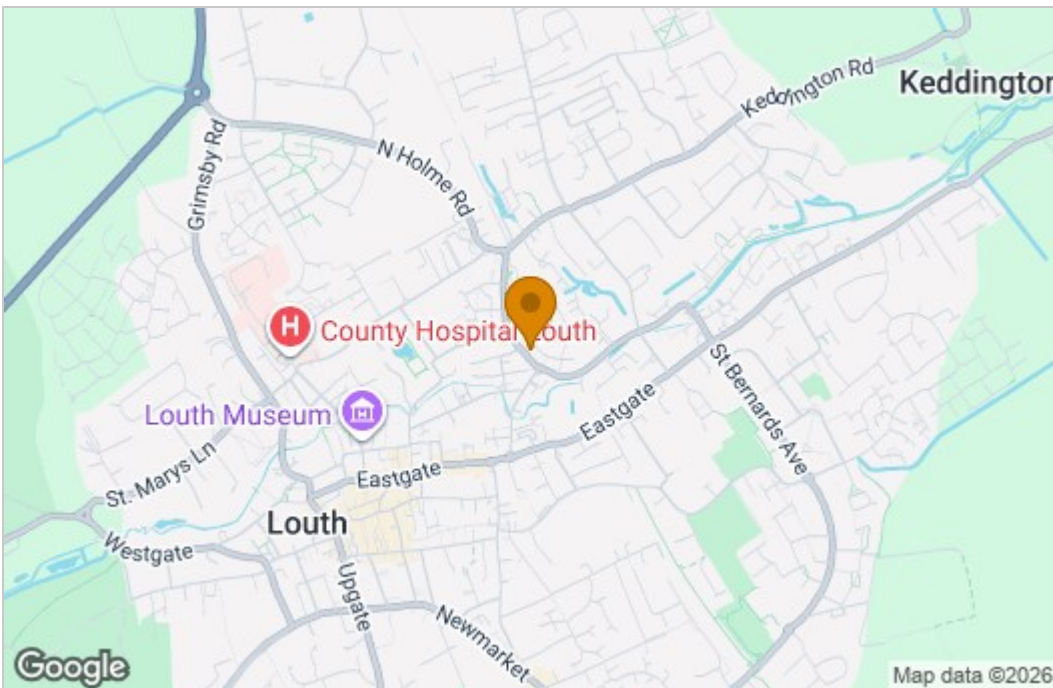 Keddington Rd
Keddington
N Holme Rd
Grimsby Rd
County Hospital Louth
Louth Museum
St Bernards Ave
Eastgate
Eastgate
St. Marys Ln
Louth
Westgate
Upgate
Newmarket
Google
Map data ©2026